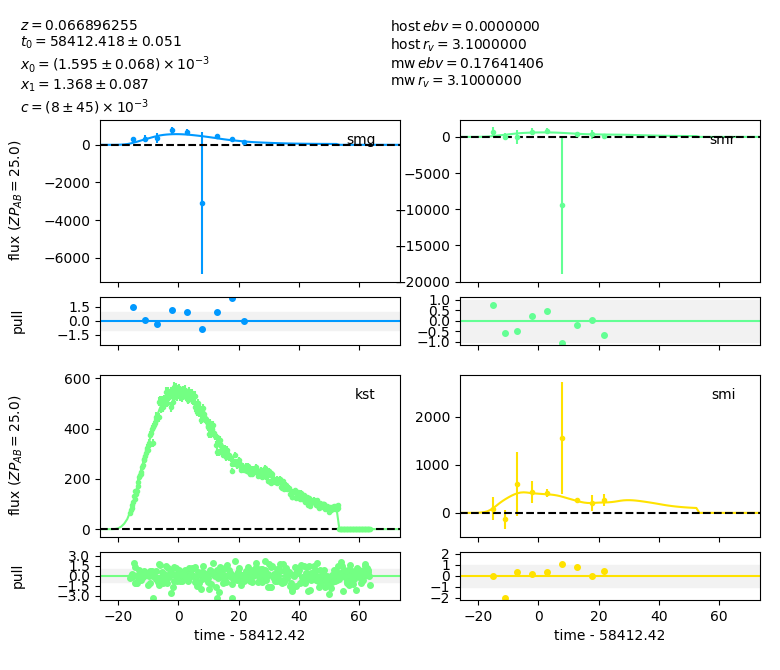 z = 0.066896255
t0 = 58412.418 ± 0.051
x0 = (1.595 ± 0.068) × 10^−3
x1 = 1.368 ± 0.087
c = (8 ± 45) × 10^−3
host ebv = 0.0000000
host rv = 3.1000000
mw ebv = 0.17641406
mw rv = 3.1000000
smg
0
−2000
−4000
−6000
flux (ZPAB = 25.0)
smr
0
−5000
−10000
−15000
−20000
1.5
0.0
−1.5
pull
1.0
0.5
0.0
−0.5
−1.0
kst
600
400
200
0
flux (ZPAB = 25.0)
smi
2000
1000
0
3.0
1.5
0.0
−1.5
−3.0
pull
2
1
0
−1
−2
−20 0 20 40 60
time - 58412.42
−20 0 20 40 60
time - 58412.42